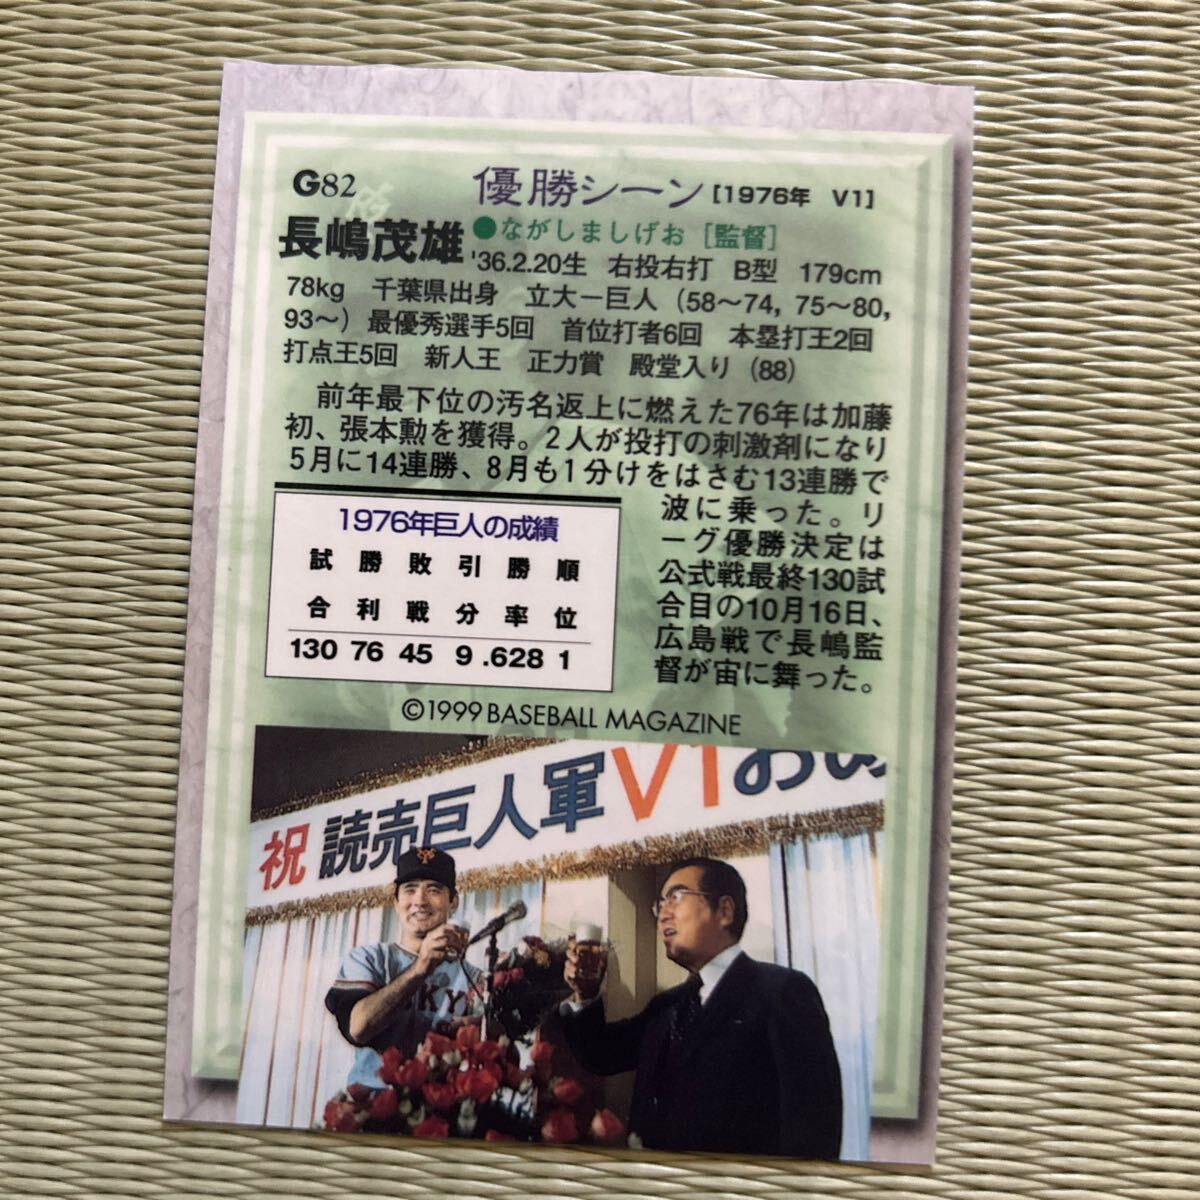 G82 優勝シーン [1976年 V1]
長嶋茂雄 ●ながしましげお [監督]
'36.2.20生 右投右打 B型 179cm
78kg 千葉県出身 立大ー巨人 (58〜74, 75〜80,
93〜) 最優秀選手5回 首位打者6回 本塁打王2回
打点王5回 新人王 正力賞 殿堂入り (88)
前年最下位の汚名返上に燃えた76年は加藤
初、張本勲を獲得。2人が投打の刺激剤になり
5月に14連勝、8月も1分けをはさむ13連勝で
波に乗った。リ
ーグ優勝決定は
公式戦最終130試
合目の10月16日、
広島戦で長嶋監
督が宙に舞った。
1976年巨人の成績
試合 勝利 敗戦 引分 勝率 順位
130 76 45 9 .628 1
©1999 BASEBALL MAGAZINE
祝 読売巨人軍V1おめ
YG
KY